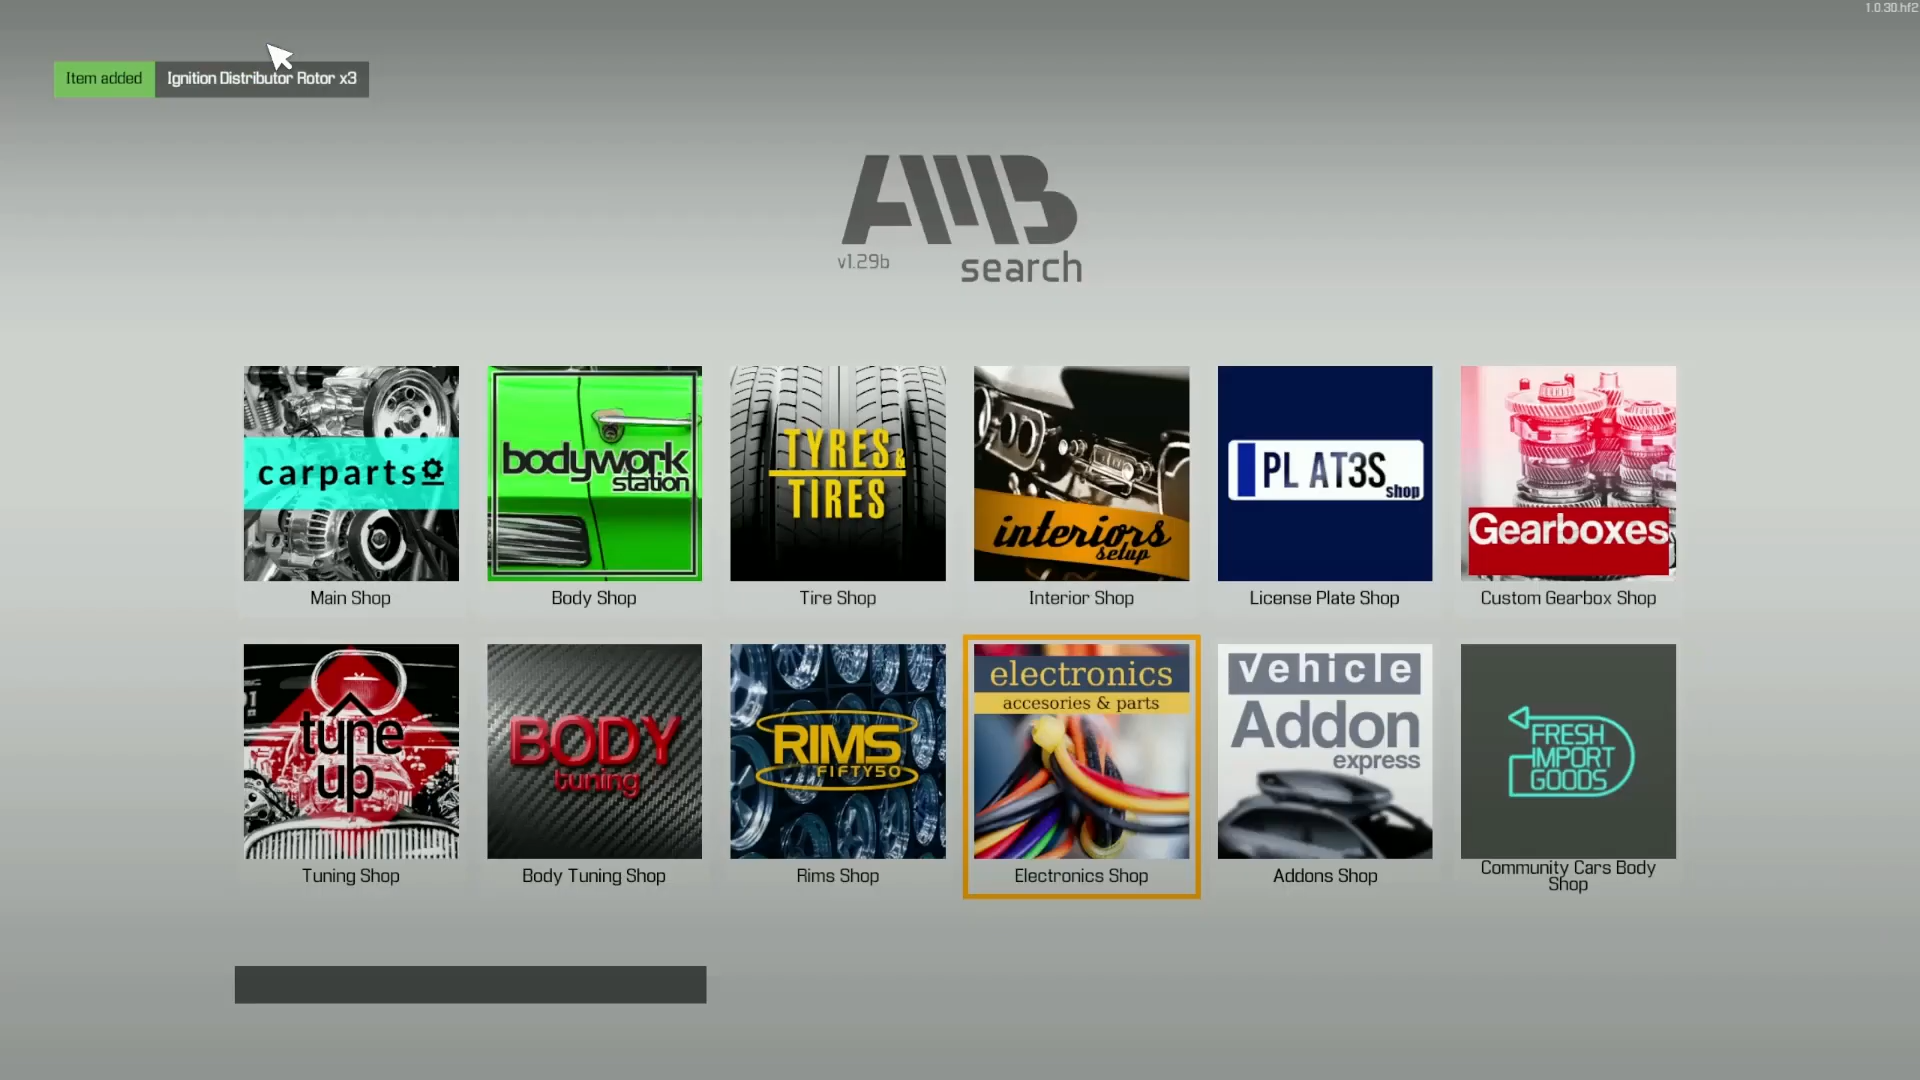 1.0.30.hf2
Item added Ignition Distributor Rotor x3
AMB
v1.29b
search
carparts
bodywork
station
TYRES &
TIRES
interiors
setup
PL AT3S
shop
Gearboxes
Main Shop
Body Shop
Tire Shop
Interior Shop
License Plate Shop
Custom Gearbox Shop
tune
up
BODY
tuning
RIMS
FIFTY50
electronics
accesories & parts
vehicle
Addon
express
FRESH
IMPORT
GOODS
Tuning Shop
Body Tuning Shop
Rims Shop
Electronics Shop
Addons Shop
Community Cars Body
Shop